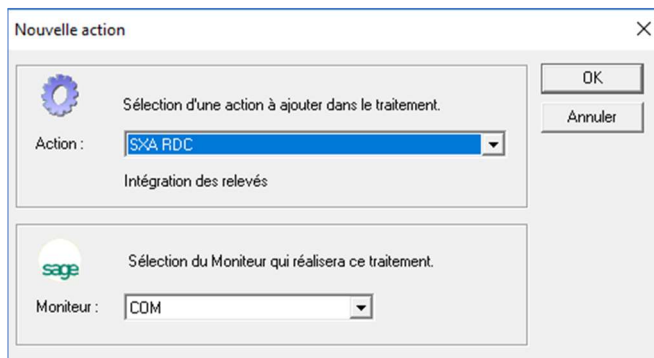 Nouvelle action
OK
Sélection d'une action à ajouter dans le traitement.
Annuler
Action :
SXA RDC
Intégration des relevés
sage
Sélection du Moniteur qui réalisera ce traitement.
Moniteur :
COM